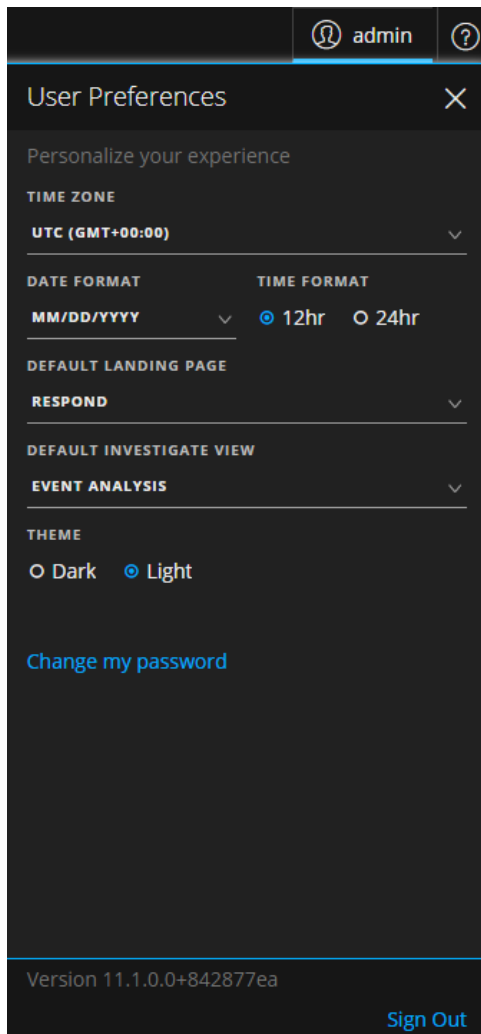 admin ?
User Preferences
Personalize your experience
TIME ZONE
UTC (GMT+00:00)
DATE FORMAT TIME FORMAT
MM/DD/YYYY 12hr 24hr
DEFAULT LANDING PAGE
RESPOND
DEFAULT INVESTIGATE VIEW
EVENT ANALYSIS
THEME
Dark Light
Change my password
Version 11.1.0.0+842877ea
Sign Out